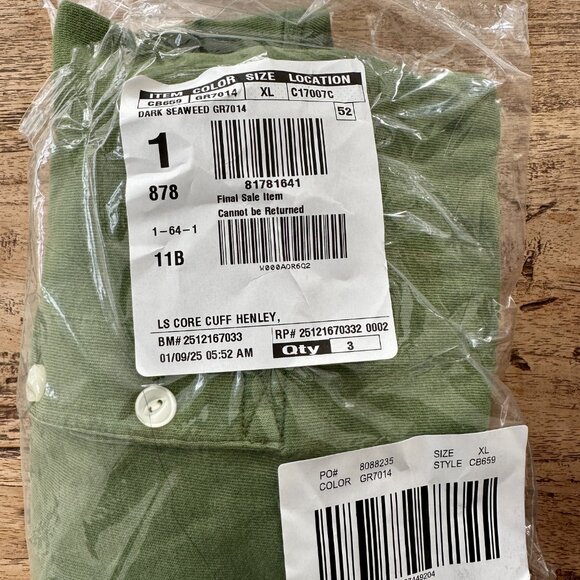 ITEM COLOR SIZE LOCATION
CB659 GR7014 XL C17007C
DARK SEAWEED GR7014 52
1
878
81781641
Final Sale Item
Cannot be Returned
1-64-1
11B
W000AOR6Q2
LS CORE CUFF HENLEY,
BM# 2512167033 RP# 25121670332 0002
01/09/25 05:52 AM Qty 3
PO# 8088235 SIZE XL
COLOR GR7014 STYLE CB659